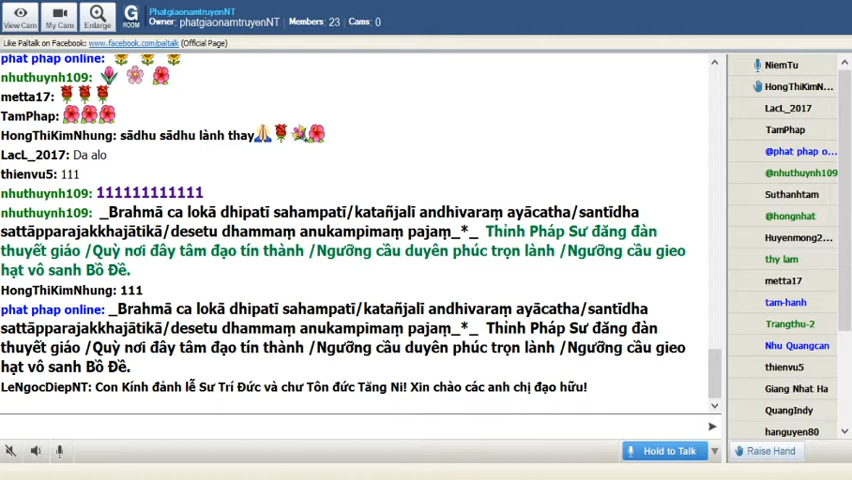 View Cam
My Cam
Enlarge
G
ROOM
PhatgiaonamtruyenNT
Owner: phatgiaonamtruyenNT Members: 23 Cams: 0
Like Paltalk on Facebook: www.facebook.com/paltalk (Official Page)
phat phap online:
nhuthuynh109:
metta17:
TamPhap:
HongThiKimNhung: sādhu sādhu lành thay
LacL_2017: Da alo
thienvu5: 111
nhuthuynh109: 111111111111
nhuthuynh109: _Brahmā ca lokā dhipatī sahampatī/katañjalī andhivaraṃ ayācatha/santīdha
sattāpparajakkhajātikā/desetu dhammaṃ anukampimaṃ pajaṃ_*_ Thỉnh Pháp Sư đăng đàn
thuyết giáo /Quỳ nơi đây tâm đạo tín thành /Ngưỡng cầu duyên phúc trọn lành /Ngưỡng cầu gieo
hạt vô sanh Bồ Đề.
HongThiKimNhung: 111
phat phap online: _Brahmā ca lokā dhipatī sahampatī/katañjalī andhivaraṃ ayācatha/santīdha
sattāpparajakkhajātikā/desetu dhammaṃ anukampimaṃ pajaṃ_*_ Thỉnh Pháp Sư đăng đàn
thuyết giáo /Quỳ nơi đây tâm đạo tín thành /Ngưỡng cầu duyên phúc trọn lành /Ngưỡng cầu gieo
hạt vô sanh Bồ Đề.
LeNgocDiepNT: Con Kính đảnh lễ Sư Trí Đức và chư Tôn đức Tăng Ni! Xin chào các anh chị đạo hữu!
Hold to Talk
NiemTu
HongThiKimN...
LacL_2017
TamPhap
@phat phap o...
@nhuthuynh109
Suthanhtam
@hongnhat
Huyenmong2...
thy lam
metta17
tam-hanh
Trangthu-2
Nhu Quangcan
thienvu5
Giang Nhat Ha
QuangIndy
hanguyen80
Raise Hand